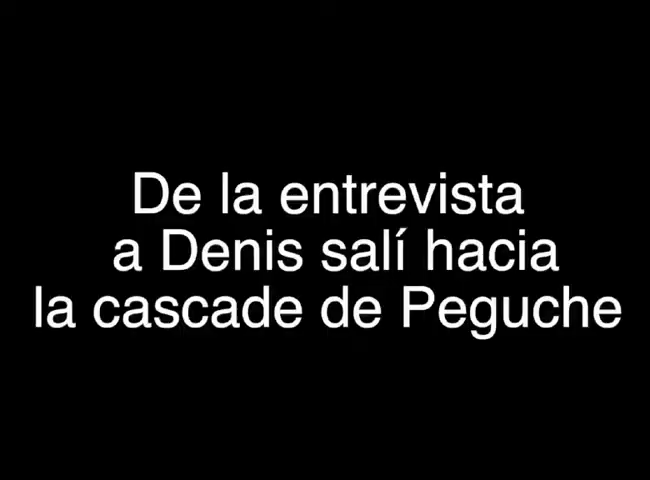 De la entrevista
a Denis salí hacia
la cascade de Peguche